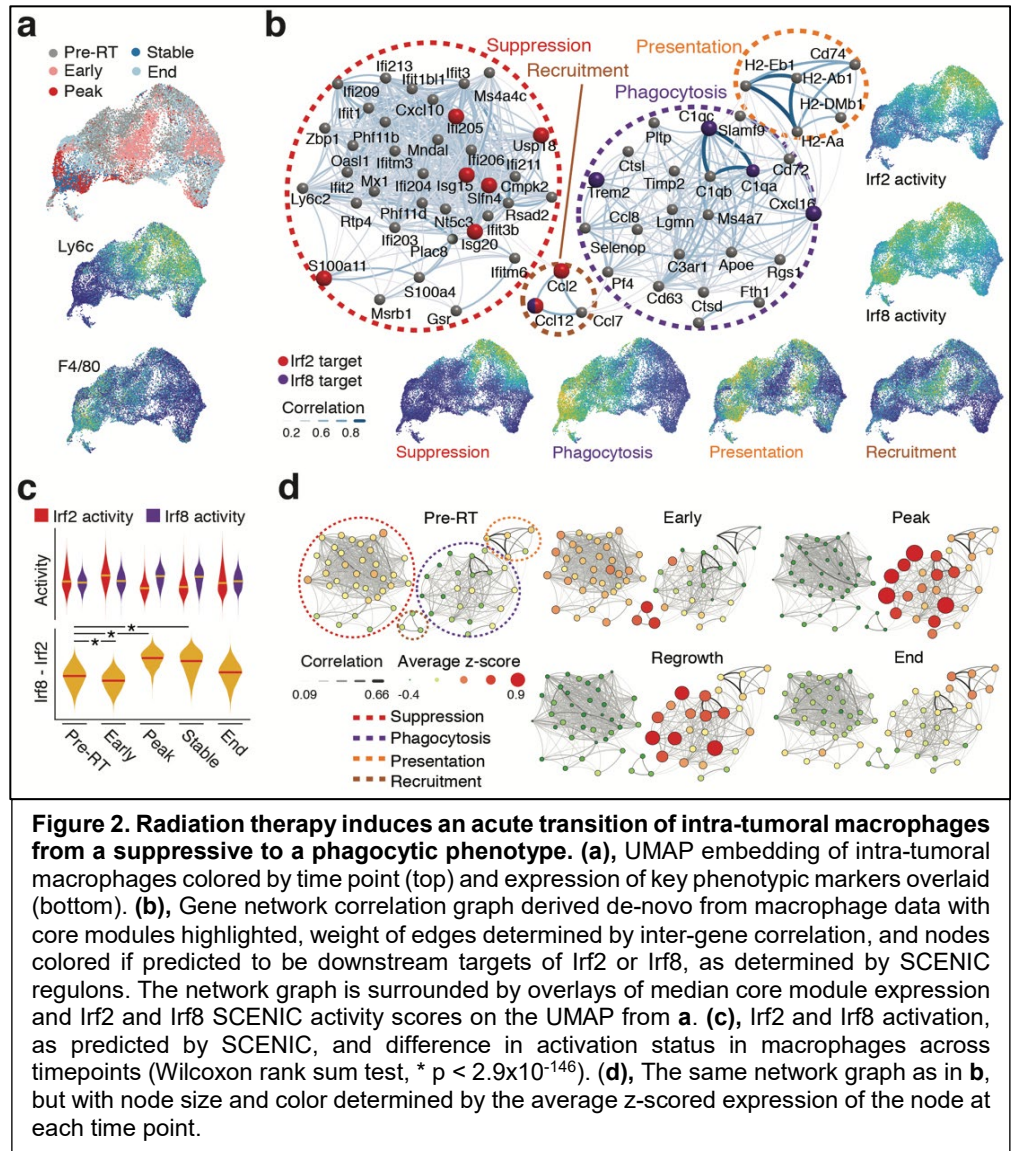 a
Pre-RT
Stable
Early
End
Peak
Ly6c
F4/80
b
Suppression
Recruitment
Presentation
Phagocytosis
Ifi213
Ifit1bl1
Ifit3
Ifi209
Ms4a4c
Ifit1
Cxcl10
Ifi205
Zbp1
Phf11b
Mndal
Usp18
Oasl1
Ifitm3
Ifi206
Ifi211
Ifit2
Mx1
Ifi204
Isg15
Cmpk2
Ly6c2
Slfn4
Rtp4
Phf11d
Nt5c3
Rsad2
Ifi203
Ifit3b
Plac8
Isg20
S100a11
Ifitm6
S100a4
Msrb1
Gsr
Ccl2
Ccl12
Ccl7
Cd74
H2-Eb1
H2-Ab1
H2-DMb1
H2-Aa
C1qc
Slamf9
Pltp
Ctsl
Cd72
Trem2
Timp2
C1qb
C1qa
Cxcl16
Ccl8
Lgmn
Ms4a7
Selenop
C3ar1
Apoe
Rgs1
Pf4
Cd63
Ctsd
Fth1
Irf2 activity
Irf8 activity
Irf2 target
Irf8 target
Correlation
0.2 0.6 0.8
Suppression
Phagocytosis
Presentation
Recruitment
c
Irf2 activity
Irf8 activity
Activity
Irf8 - Irf2
* * *
Pre-RT
Early
Peak
Stable
End
d
Pre-RT
Early
Peak
Regrowth
End
Correlation
0.09 0.66
Average z-score
-0.4 0.9
Suppression
Phagocytosis
Presentation
Recruitment
Figure 2. Radiation therapy induces an acute transition of intra-tumoral macrophages
from a suppressive to a phagocytic phenotype. (a), UMAP embedding of intra-tumoral
macrophages colored by time point (top) and expression of key phenotypic markers overlaid
(bottom). (b), Gene network correlation graph derived de-novo from macrophage data with
core modules highlighted, weight of edges determined by inter-gene correlation, and nodes
colored if predicted to be downstream targets of Irf2 or Irf8, as determined by SCENIC
regulons. The network graph is surrounded by overlays of median core module expression
and Irf2 and Irf8 SCENIC activity scores on the UMAP from a. (c), Irf2 and Irf8 activation,
as predicted by SCENIC, and difference in activation status in macrophages across
timepoints (Wilcoxon rank sum test, * p < 2.9x10⁻¹⁴⁶). (d), The same network graph as in b,
but with node size and color determined by the average z-scored expression of the node at
each time point.